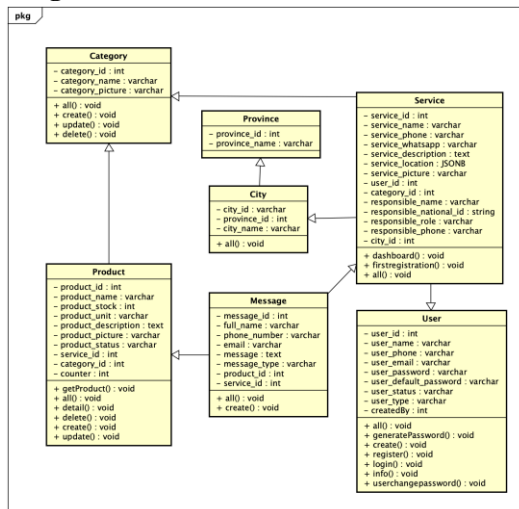 pkg
Category
- category_id : int
- category_name : varchar
- category_picture : varchar
+ all() : void
+ create() : void
+ update() : void
+ delete() : void
Province
- province_id : int
- province_name : varchar
City
- city_id : varchar
- province_id : int
- city_name : varchar
+ all() : void
Service
- service_id : int
- service_name : varchar
- service_phone : varchar
- service_whatsapp : varchar
- service_description : text
- service_location : JSONB
- service_picture : varchar
- user_id : int
- category_id : int
- responsible_name : varchar
- responsible_national_id : string
- responsible_role : varchar
- responsible_phone : varchar
- city_id : int
+ dashboard() : void
+ firstregistration() : void
+ all() : void
Product
- product_id : int
- product_name : varchar
- product_stock : int
- product_unit : varchar
- product_description : text
- product_picture : varchar
- product_status : varchar
- service_id : int
- category_id : int
- counter : int
+ getProduct() : void
+ all() : void
+ detail() : void
+ delete() : void
+ create() : void
+ update() : void
Message
- message_id : int
- full_name : varchar
- phone_number : varchar
- email : varchar
- message : text
- message_type : varchar
- product_id : int
- service_id : int
+ all() : void
+ create() : void
User
- user_id : int
- user_name : varchar
- user_phone : varchar
- user_email : varchar
- user_password : varchar
- user_default_password : varchar
- user_status : varchar
- user_type : varchar
- createdBy : int
+ all() : void
+ generatePassword() : void
+ create() : void
+ register() : void
+ login() : void
+ info() : void
+ userchangepassword() : void